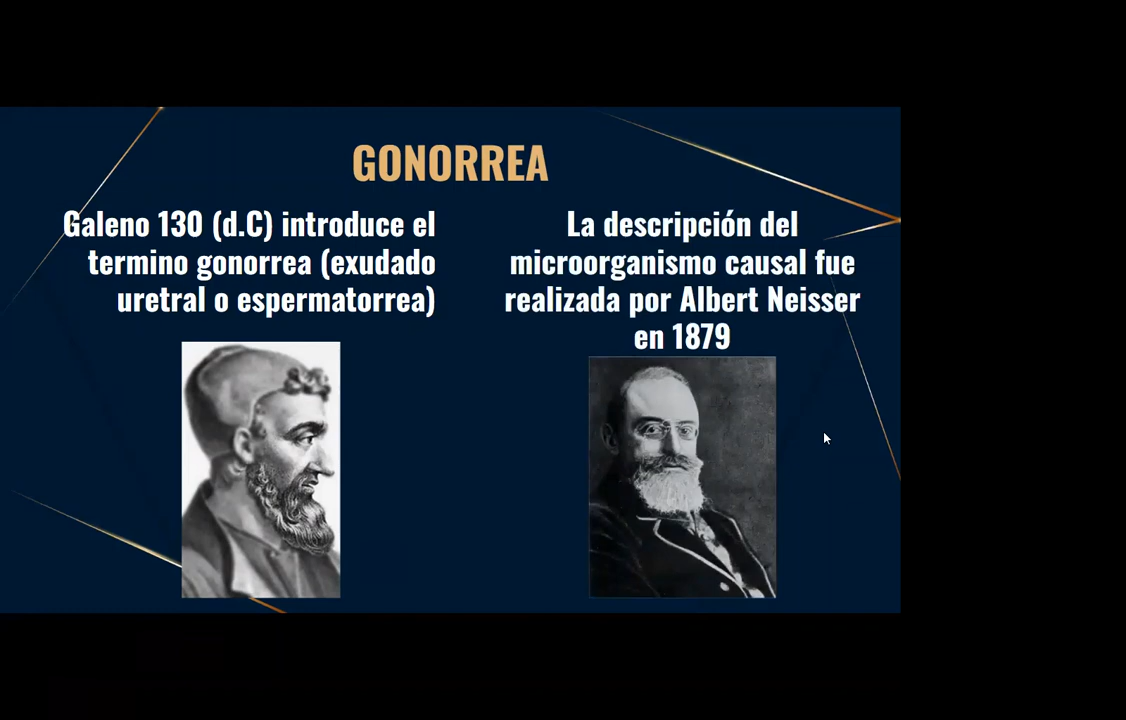 GONORREA
Galeno 130 (d.C) introduce el
termino gonorrea (exudado
uretral o espermatorrea)
La descripción del
microorganismo causal fue
realizada por Albert Neisser
en 1879